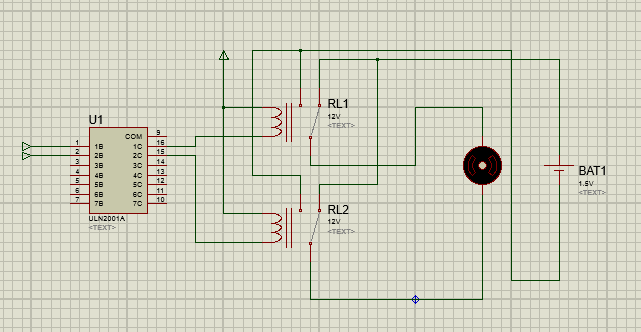 U1
COM 9
1 1B 1C 16
2 2B 2C 15
3 3B 3C 14
4 4B 4C 13
5 5B 5C 12
6 6B 6C 11
7 7B 7C 10
ULN2001A
<TEXT>
RL1
12V
<TEXT>
RL2
12V
<TEXT>
BAT1
1.5V
<TEXT>